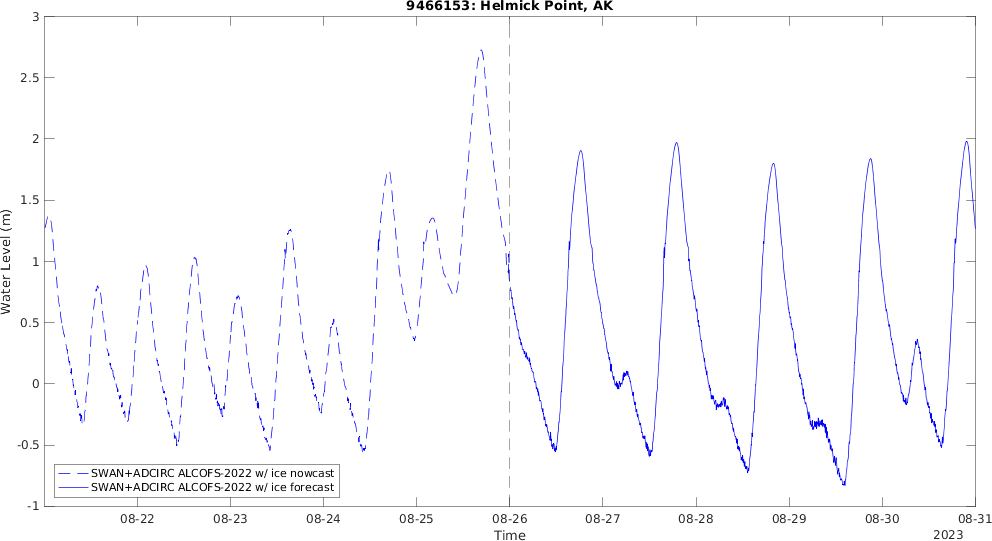 9466153: Helmick Point, AK
3
2.5
2
1.5
1
0.5
0
-0.5
-1
Water Level (m)
SWAN+ADCIRC ALCOFS-2022 w/ ice nowcast
SWAN+ADCIRC ALCOFS-2022 w/ ice forecast
08-22 08-23 08-24 08-25 08-26 08-27 08-28 08-29 08-30 08-31
Time
2023